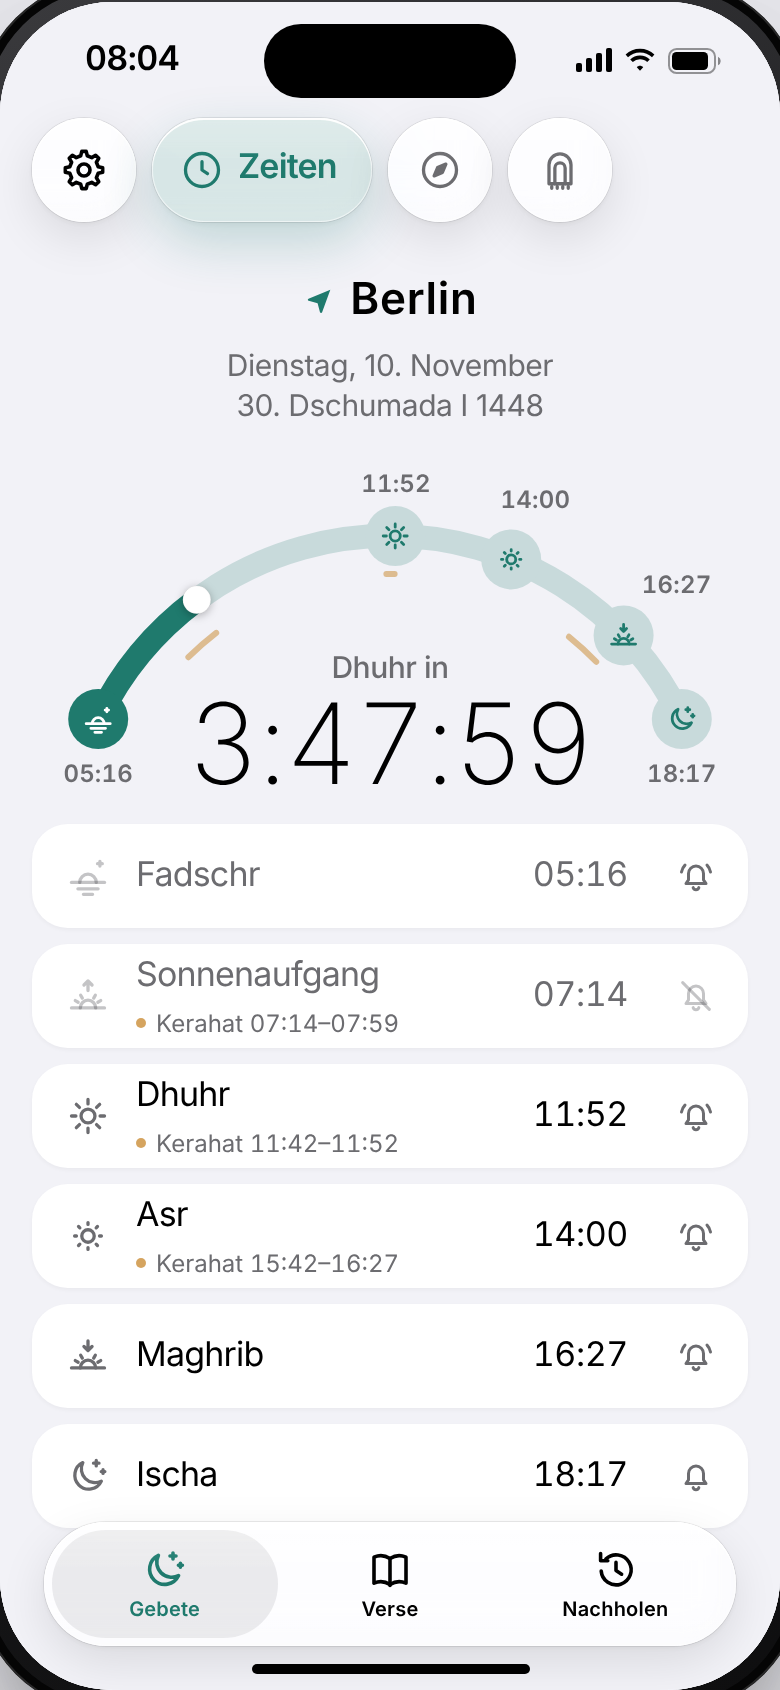 08:04
Zeiten
Berlin
Dienstag, 10. November
30. Dschumada I 1448
11:52
14:00
16:27
Dhuhr in
3:47:59
05:16
18:17
Fadschr 05:16
Sonnenaufgang
07:14
Kerahat 07:14–07:59
Dhuhr
11:52
Kerahat 11:42–11:52
Asr
14:00
Kerahat 15:42–16:27
Maghrib 16:27
Ischa 18:17
Gebete Verse Nachholen